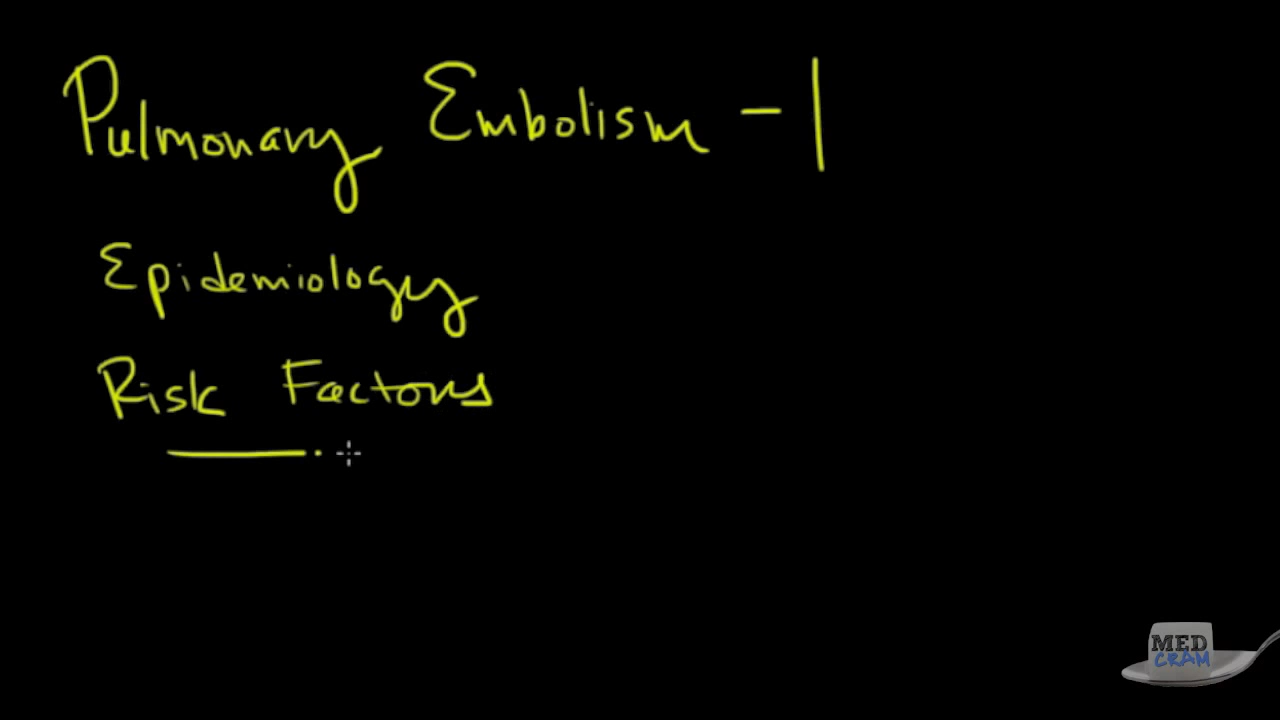 Pulmonary Embolism - 1
Epidemiology
Risk Factors
MED
CRAM